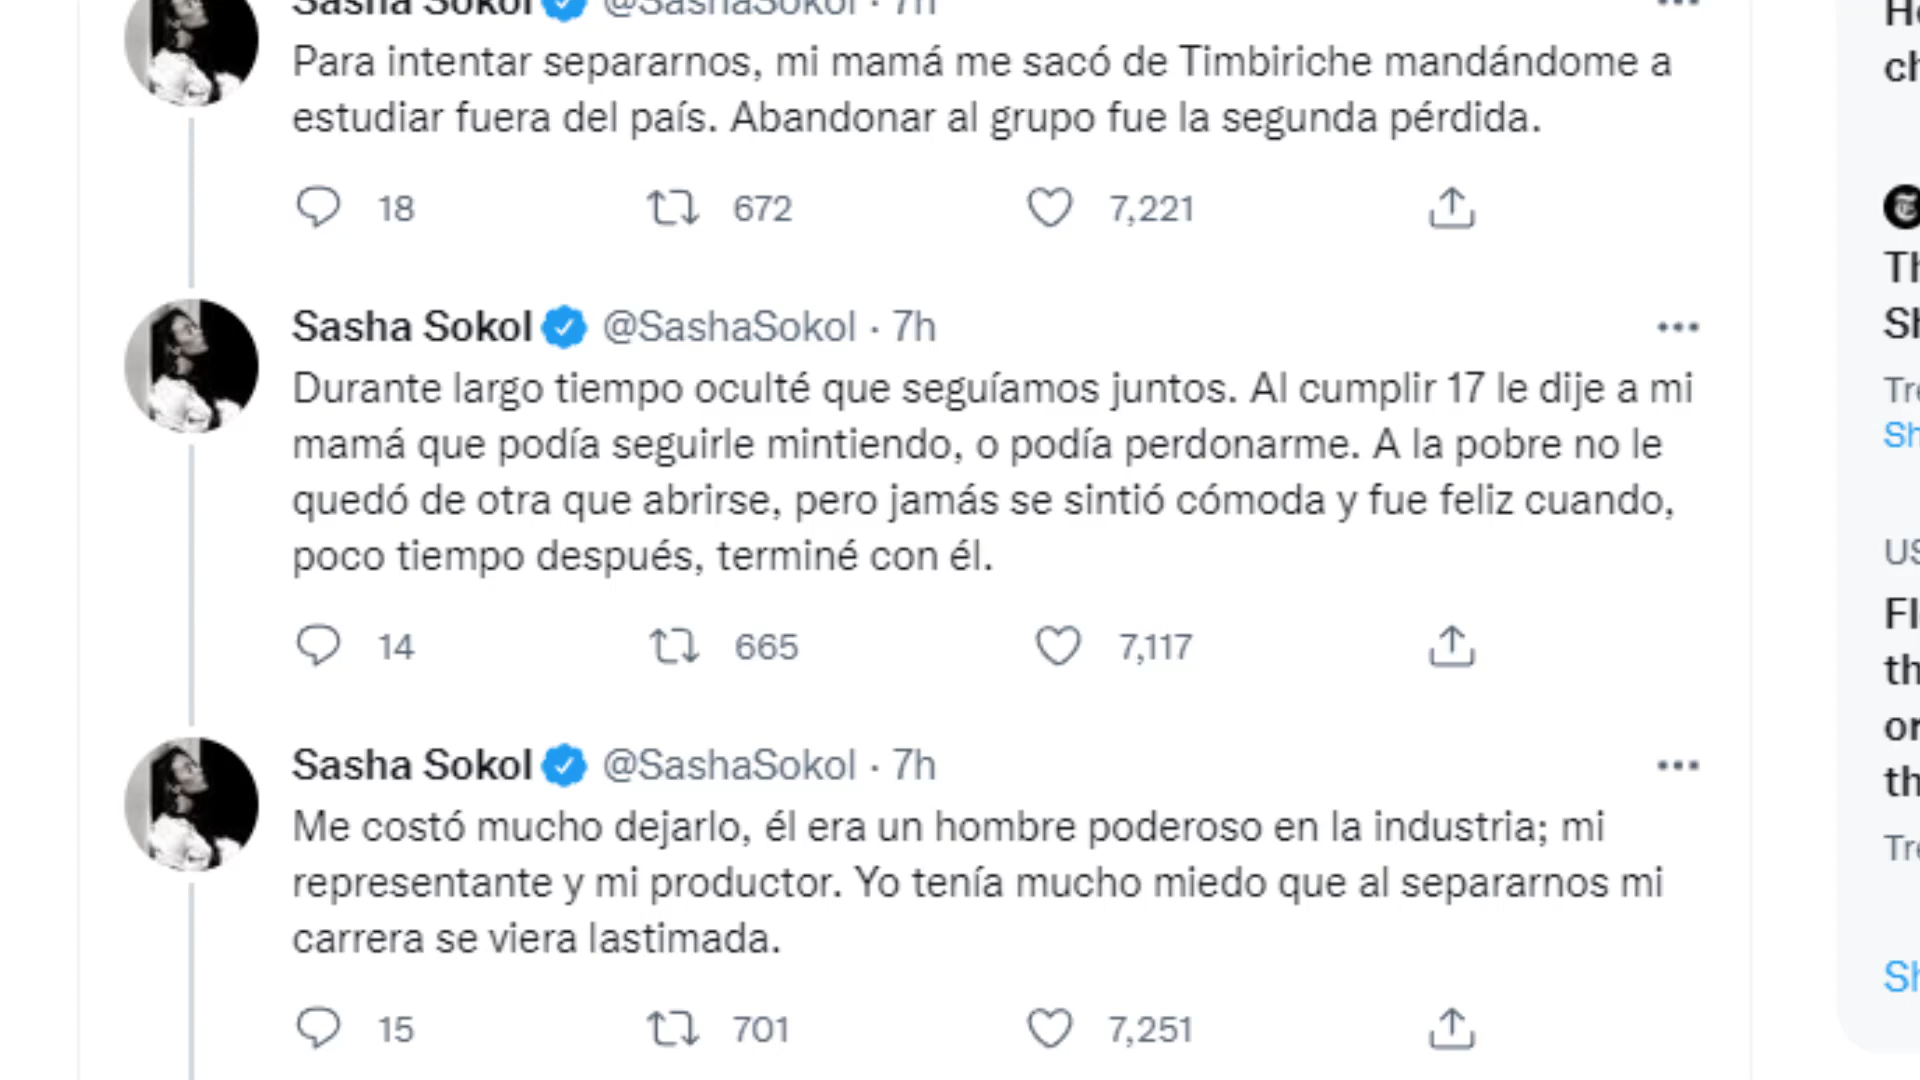 Sasha Sokol @SashaSokol · 7h
Para intentar separarnos, mi mamá me sacó de Timbiriche mandándome a
estudiar fuera del país. Abandonar al grupo fue la segunda pérdida.
18 672 7,221
Sasha Sokol @SashaSokol · 7h
Durante largo tiempo oculté que seguíamos juntos. Al cumplir 17 le dije a mi
mamá que podía seguirle mintiendo, o podía perdonarme. A la pobre no le
quedó de otra que abrirse, pero jamás se sintió cómoda y fue feliz cuando,
poco tiempo después, terminé con él.
14 665 7,117
Sasha Sokol @SashaSokol · 7h
Me costó mucho dejarlo, él era un hombre poderoso en la industria; mi
representante y mi productor. Yo tenía mucho miedo que al separarnos mi
carrera se viera lastimada.
15 701 7,251
US
th
or
th